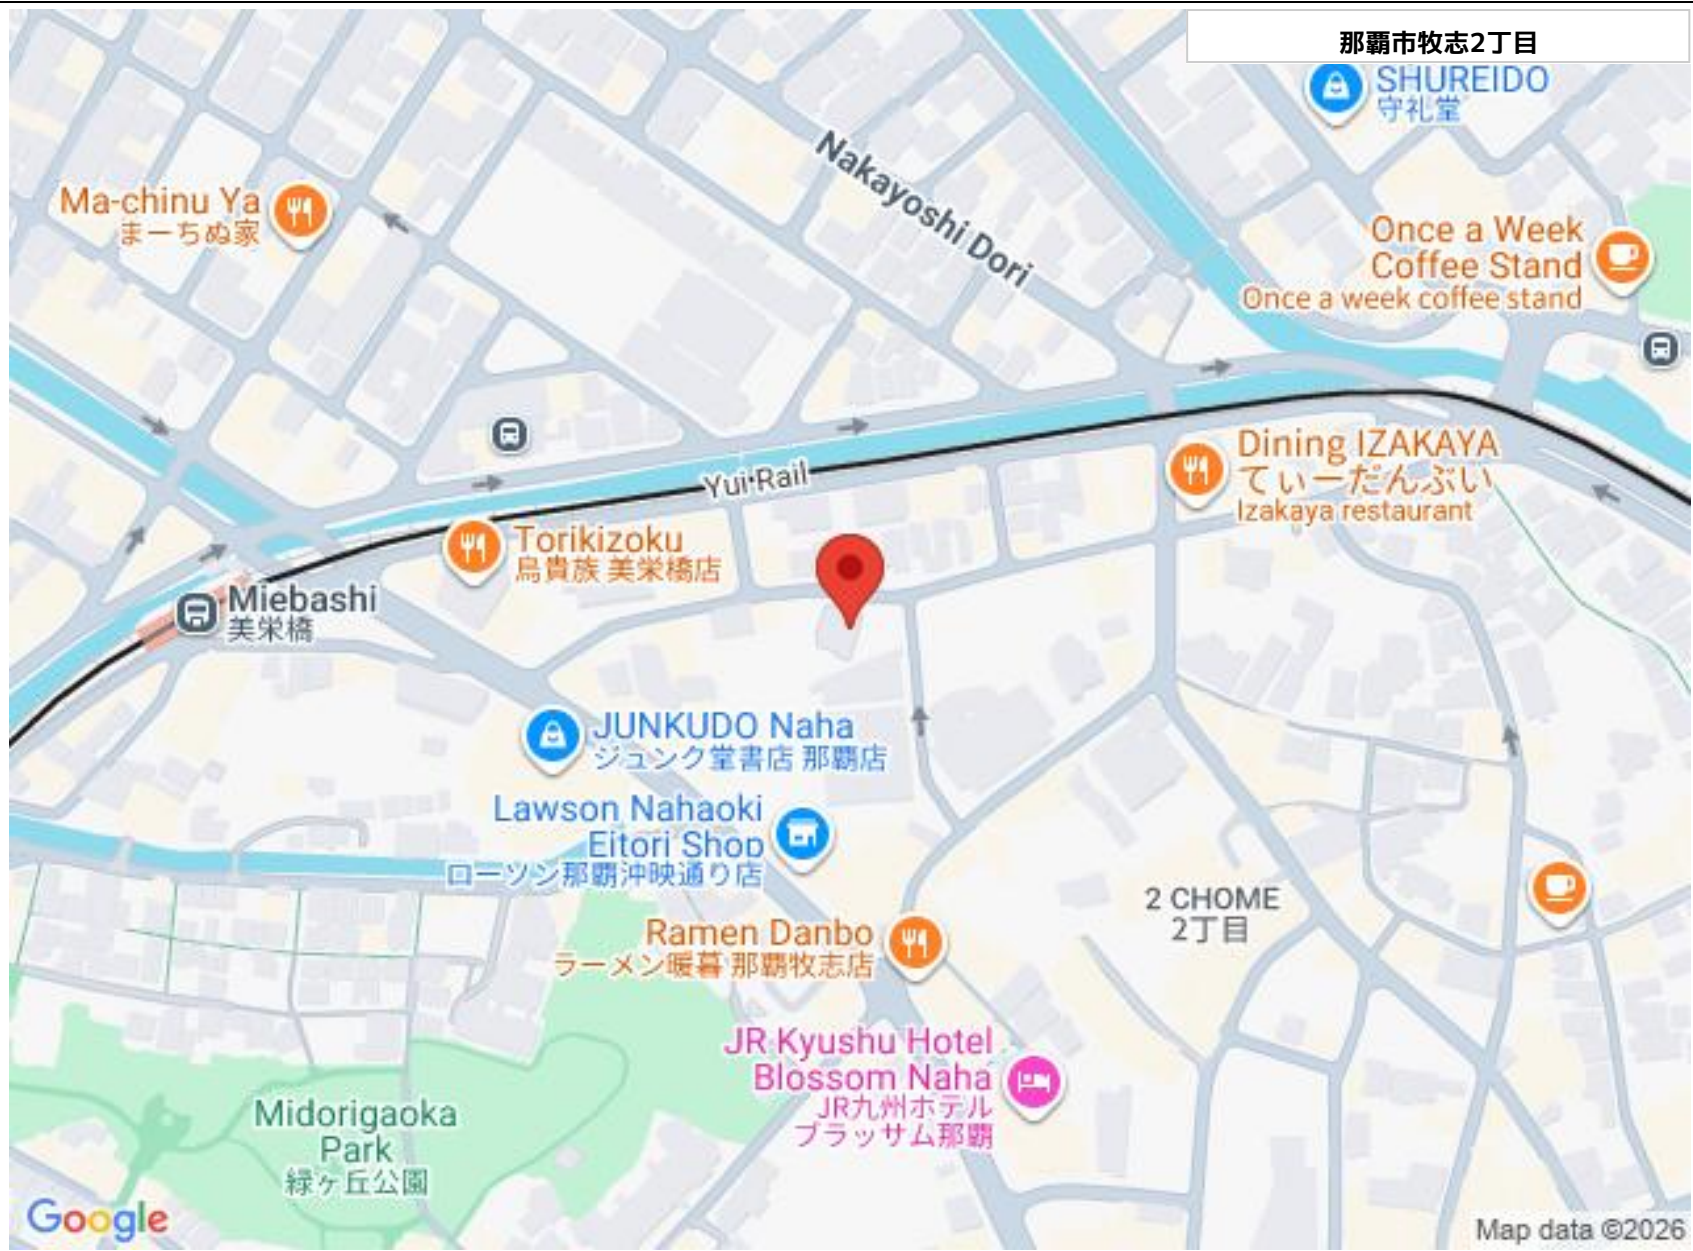 那覇市牧志2丁目
SHUREIDO
守礼堂
Nakayoshi Dori
Ma-chinu Ya
まーちぬ家
Once a Week
Coffee Stand
Once a week coffee stand
Dining IZAKAYA
てぃーだんぶい
Izakaya restaurant
Yui Rail
Torikizoku
鳥貴族 美栄橋店
Miebashi
美栄橋
JUNKUDO Naha
ジュンク堂書店 那覇店
Lawson Nahaoki
Eitori Shop
ローソン那覇沖映通り店
2 CHOME
2丁目
Ramen Danbo
ラーメン暖暮 那覇牧志店
JR Kyushu Hotel
Blossom Naha
JR九州ホテル
ブラッサム那覇
Midorigaoka
Park
緑ヶ丘公園
Google
Map data ©2026